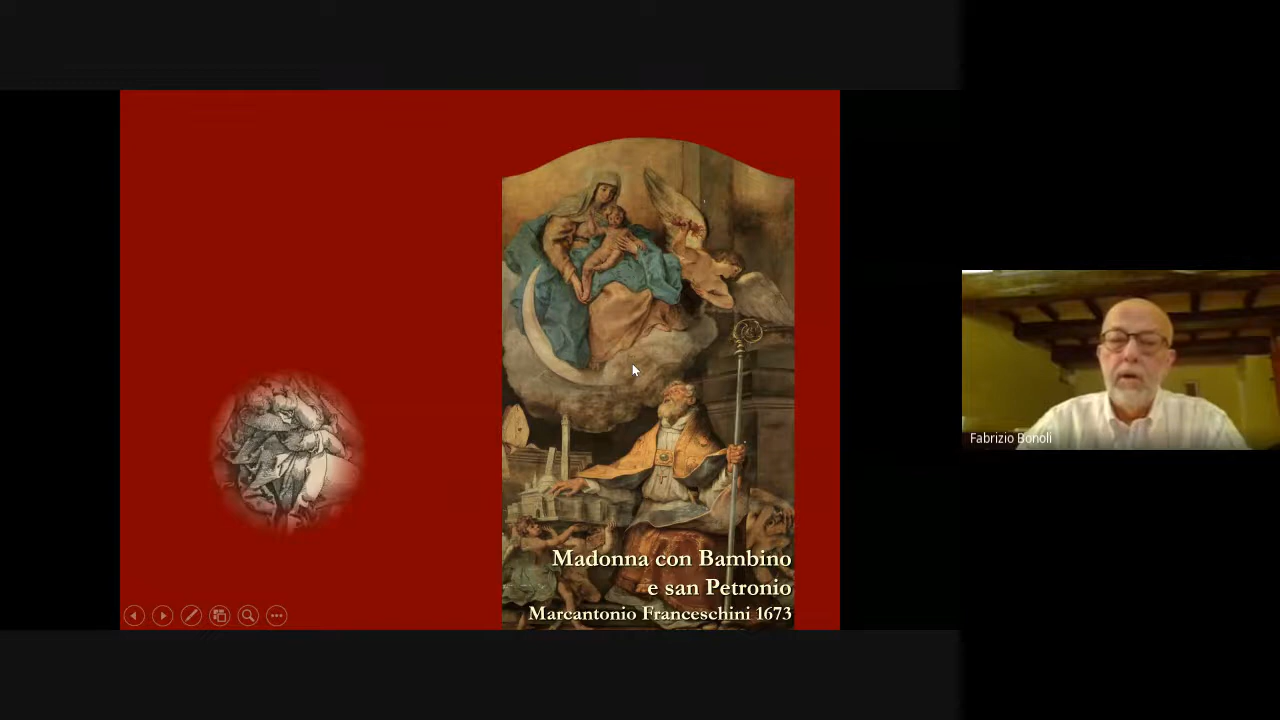 Madonna con Bambino
e san Petronio
Marcantonio Franceschini 1673
Fabrizio Bonoli